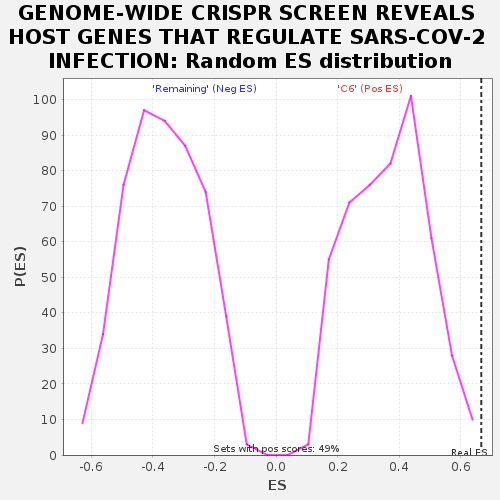 GENOME-WIDE CRISPR SCREEN REVEALS
HOST GENES THAT REGULATE SARS-COV-2
INFECTION: Random ES distribution
'Remaining' (Neg ES)
'C6' (Pos ES)
100
90
80
70
60
50
40
30
20
10
0
P(ES)
Sets with pos scores: 49%
Real ES
-0.6
-0.4
-0.2
0.0
0.2
0.4
0.6
ES